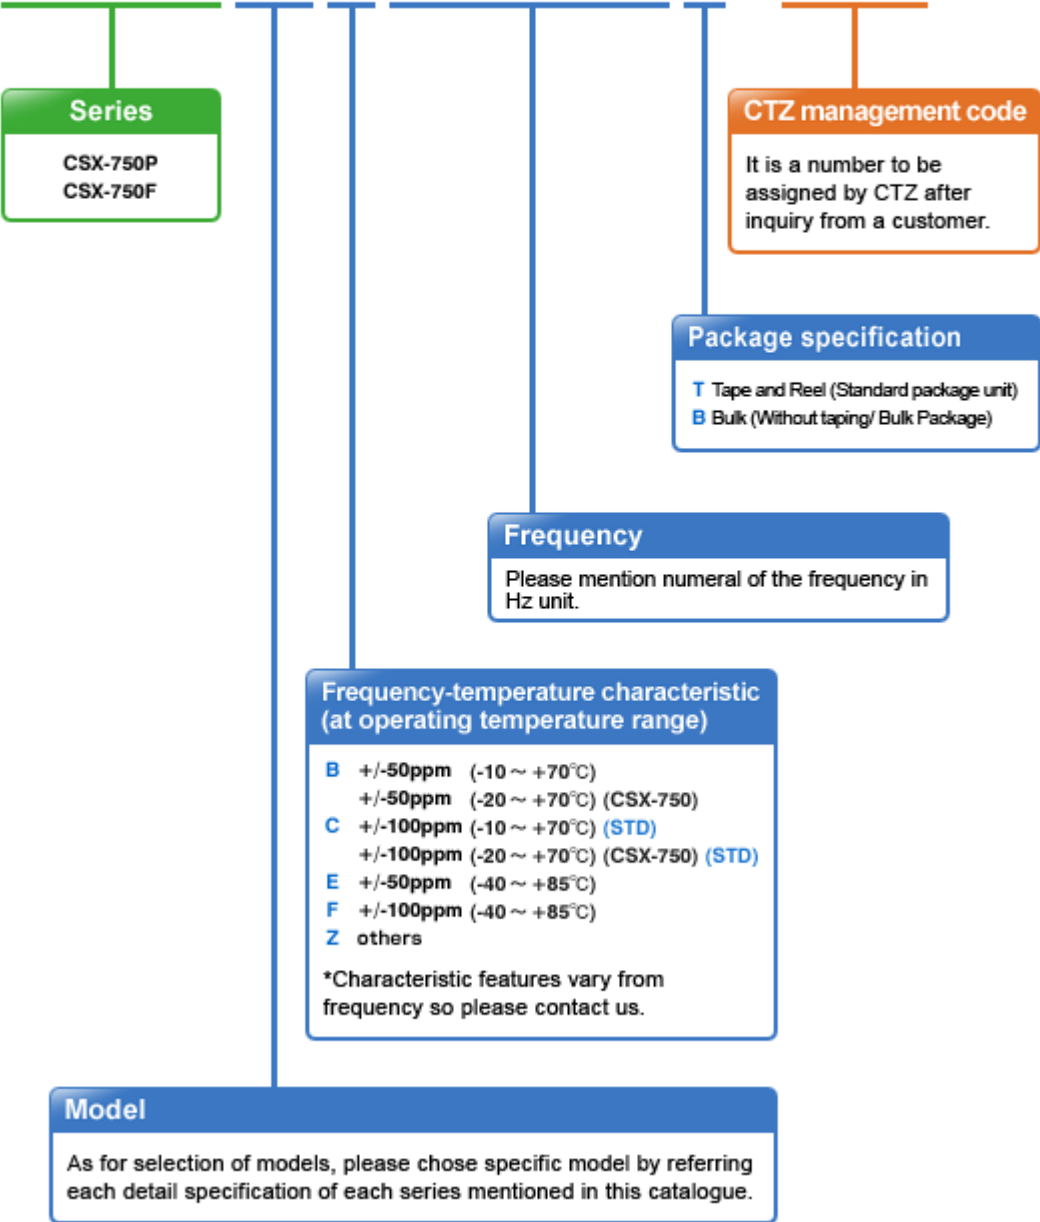 Series
CSX-750P
CSX-750F
CTZ management code
It is a number to be
assigned by CTZ after
inquiry from a customer.
Package specification
T Tape and Reel (Standard package unit)
B Bulk (Without taping/ Bulk Package)
Frequency
Please mention numeral of the frequency in
Hz unit.
Frequency-temperature characteristic
(at operating temperature range)
B +/-50ppm (-10～+70℃)
+/-50ppm (-20～+70℃) (CSX-750)
C +/-100ppm (-10～+70℃) (STD)
+/-100ppm (-20～+70℃) (CSX-750) (STD)
E +/-50ppm (-40～+85℃)
F +/-100ppm (-40～+85℃)
Z others
*Characteristic features vary from
frequency so please contact us.
Model
As for selection of models, please chose specific model by referring
each detail specification of each series mentioned in this catalogue.